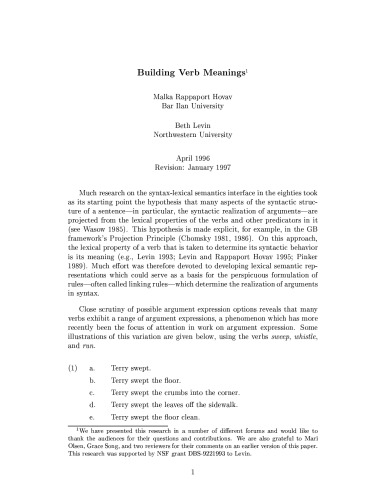 Building Verb Meanings¹
Malka Rappaport Hovav
Bar Ilan University
Beth Levin
Northwestern University
April 1996
Revision: January 1997
Much research on the syntax-lexical semantics interface in the eighties took
as its starting point the hypothesis that many aspects of the syntactic struc-
ture of a sentence—in particular, the syntactic realization of arguments—are
projected from the lexical properties of the verbs and other predicators in it
(see Wasow 1985). This hypothesis is made explicit, for example, in the GB
framework's Projection Principle (Chomsky 1981, 1986). On this approach,
the lexical property of a verb that is taken to determine its syntactic behavior
is its meaning (e.g., Levin 1993; Levin and Rappaport Hovav 1995; Pinker
1989). Much effort was therefore devoted to developing lexical semantic rep-
resentations which could serve as a basis for the perspicuous formulation of
rules—often called linking rules—which determine the realization of arguments
in syntax.
Close scrutiny of possible argument expression options reveals that many
verbs exhibit a range of argument expressions, a phenomenon which has more
recently been the focus of attention in work on argument expression. Some
illustrations of this variation are given below, using the verbs sweep, whistle,
and run.
(1) a. Terry swept.
b. Terry swept the floor.
c. Terry swept the crumbs into the corner.
d. Terry swept the leaves off the sidewalk.
e. Terry swept the floor clean.
¹We have presented this research in a number of different forums and would like to
thank the audiences for their questions and contributions. We are also grateful to Mari
Olsen, Grace Song, and two reviewers for their comments on an earlier version of this paper.
This research was supported by NSF grant DBS-9221993 to Levin.
1